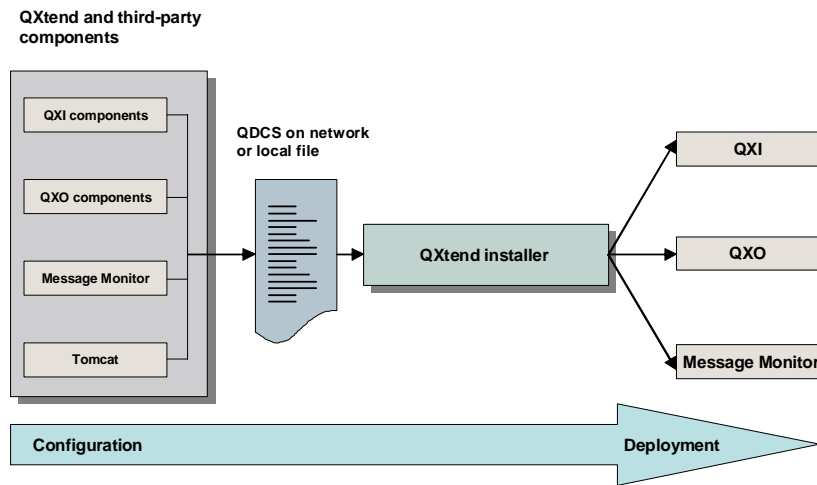 QXtend and third-party
components
QXI components
QXO components
Message Monitor
Tomcat
QDCS on network
or local file
QXtend installer
QXI
QXO
Message Monitor
Configuration
Deployment